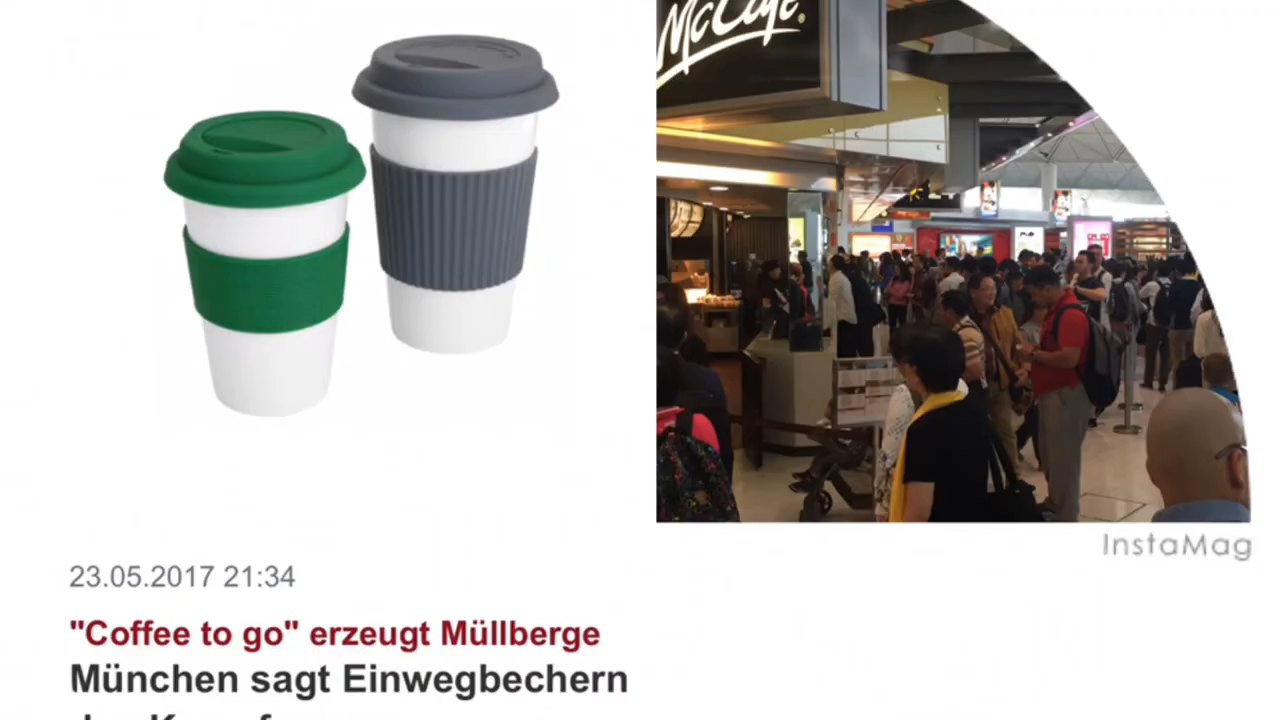 McCafé®
InstaMag
23.05.2017 21:34
"Coffee to go" erzeugt Müllberge
München sagt Einwegbechern